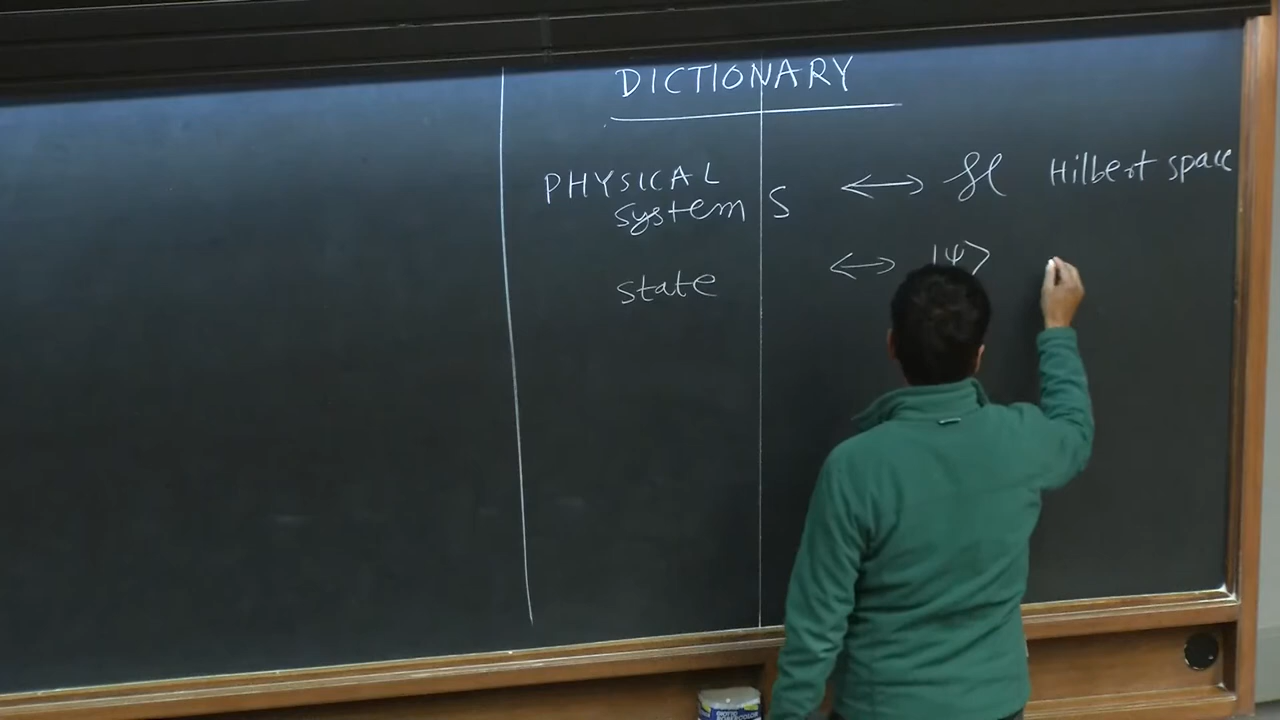 DICTIONARY
PHYSICAL system S ↔ ℋ Hilbert space
state ↔ |Ψ⟩